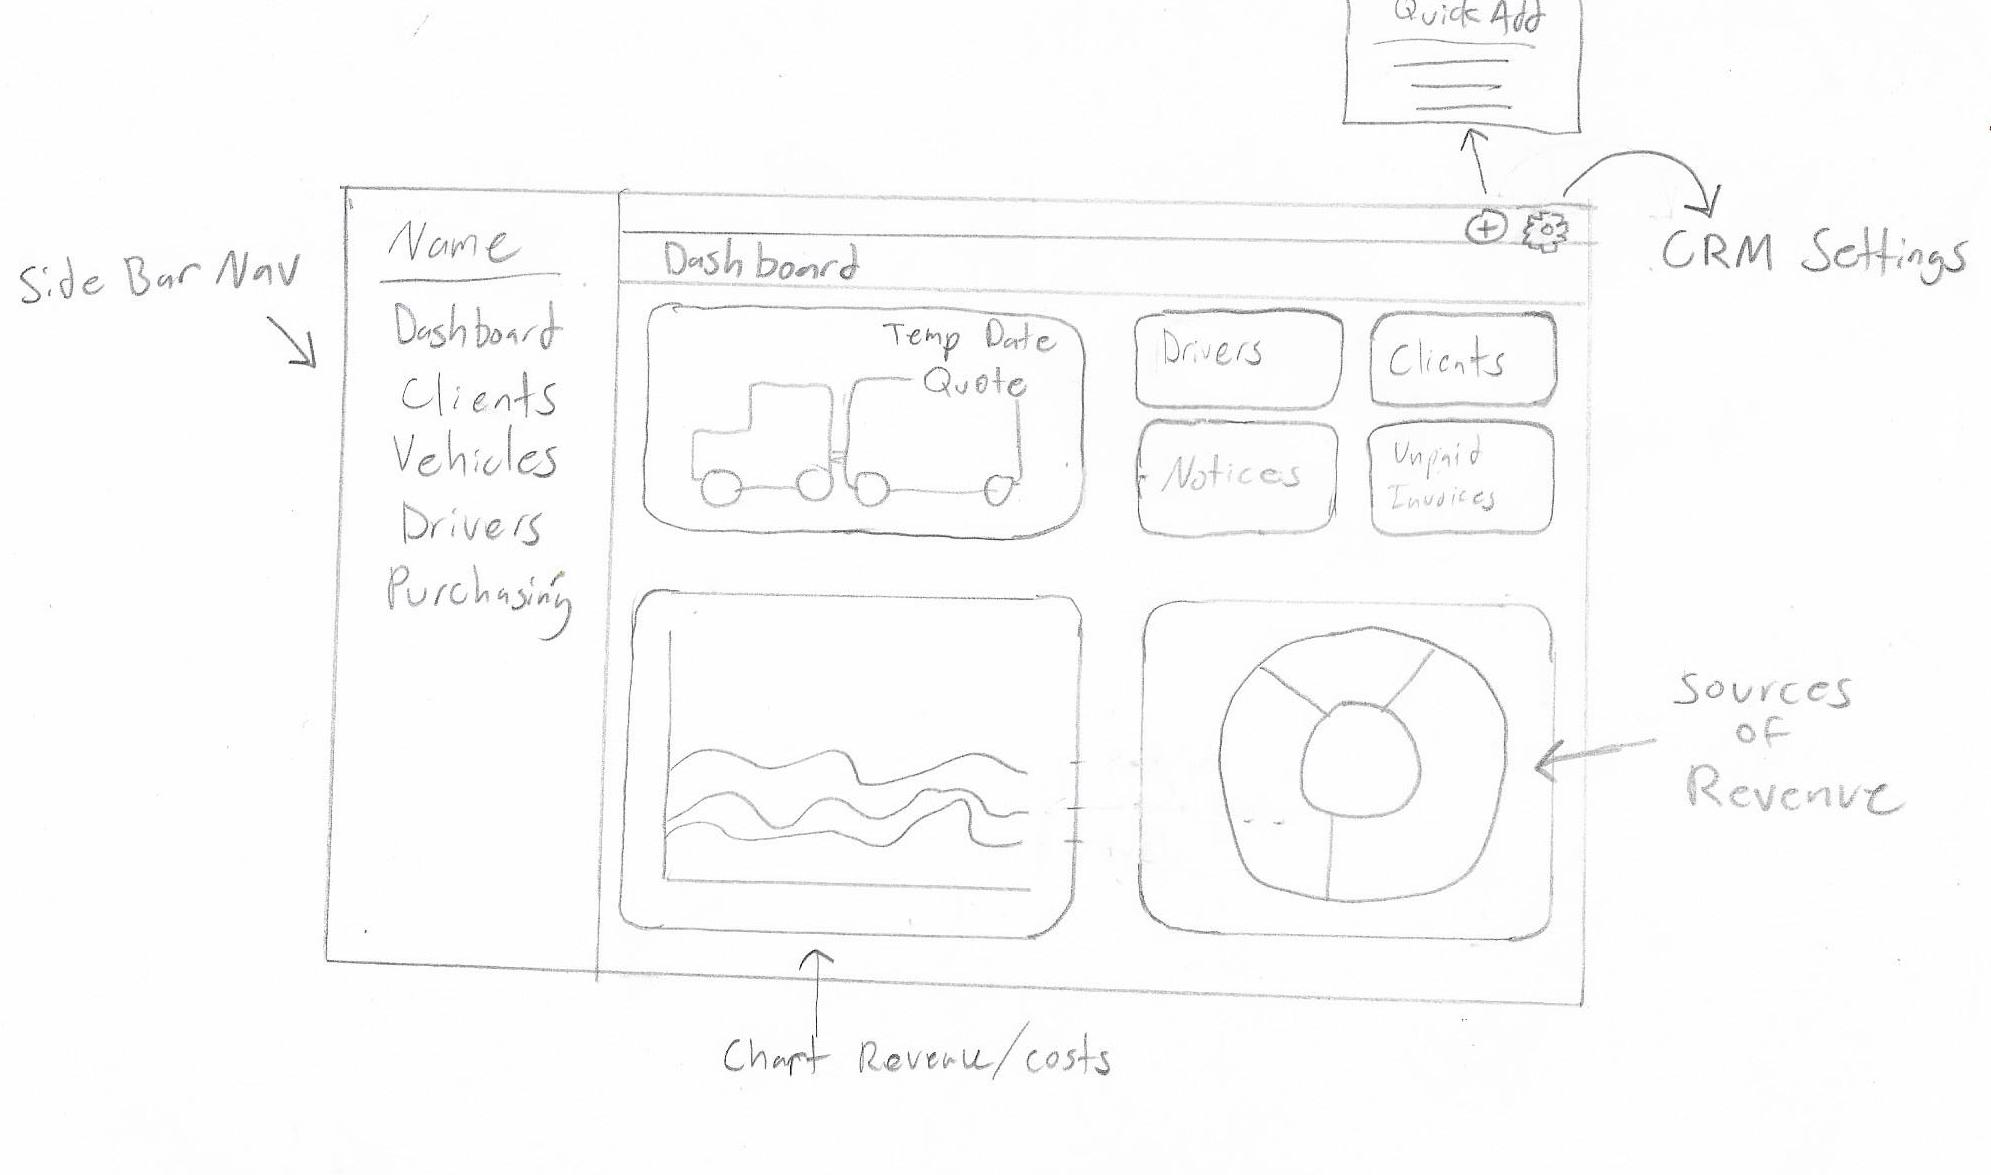 Quick Add
Side Bar Nav
Name
Dashboard
Clients
Vehicles
Drivers
Purchasing
Dashboard
CRM Settings
Temp Date
Quote
Drivers
Clients
Notices
Unpaid
Invoices
Sources
of
Revenue
Chart Revenue/costs